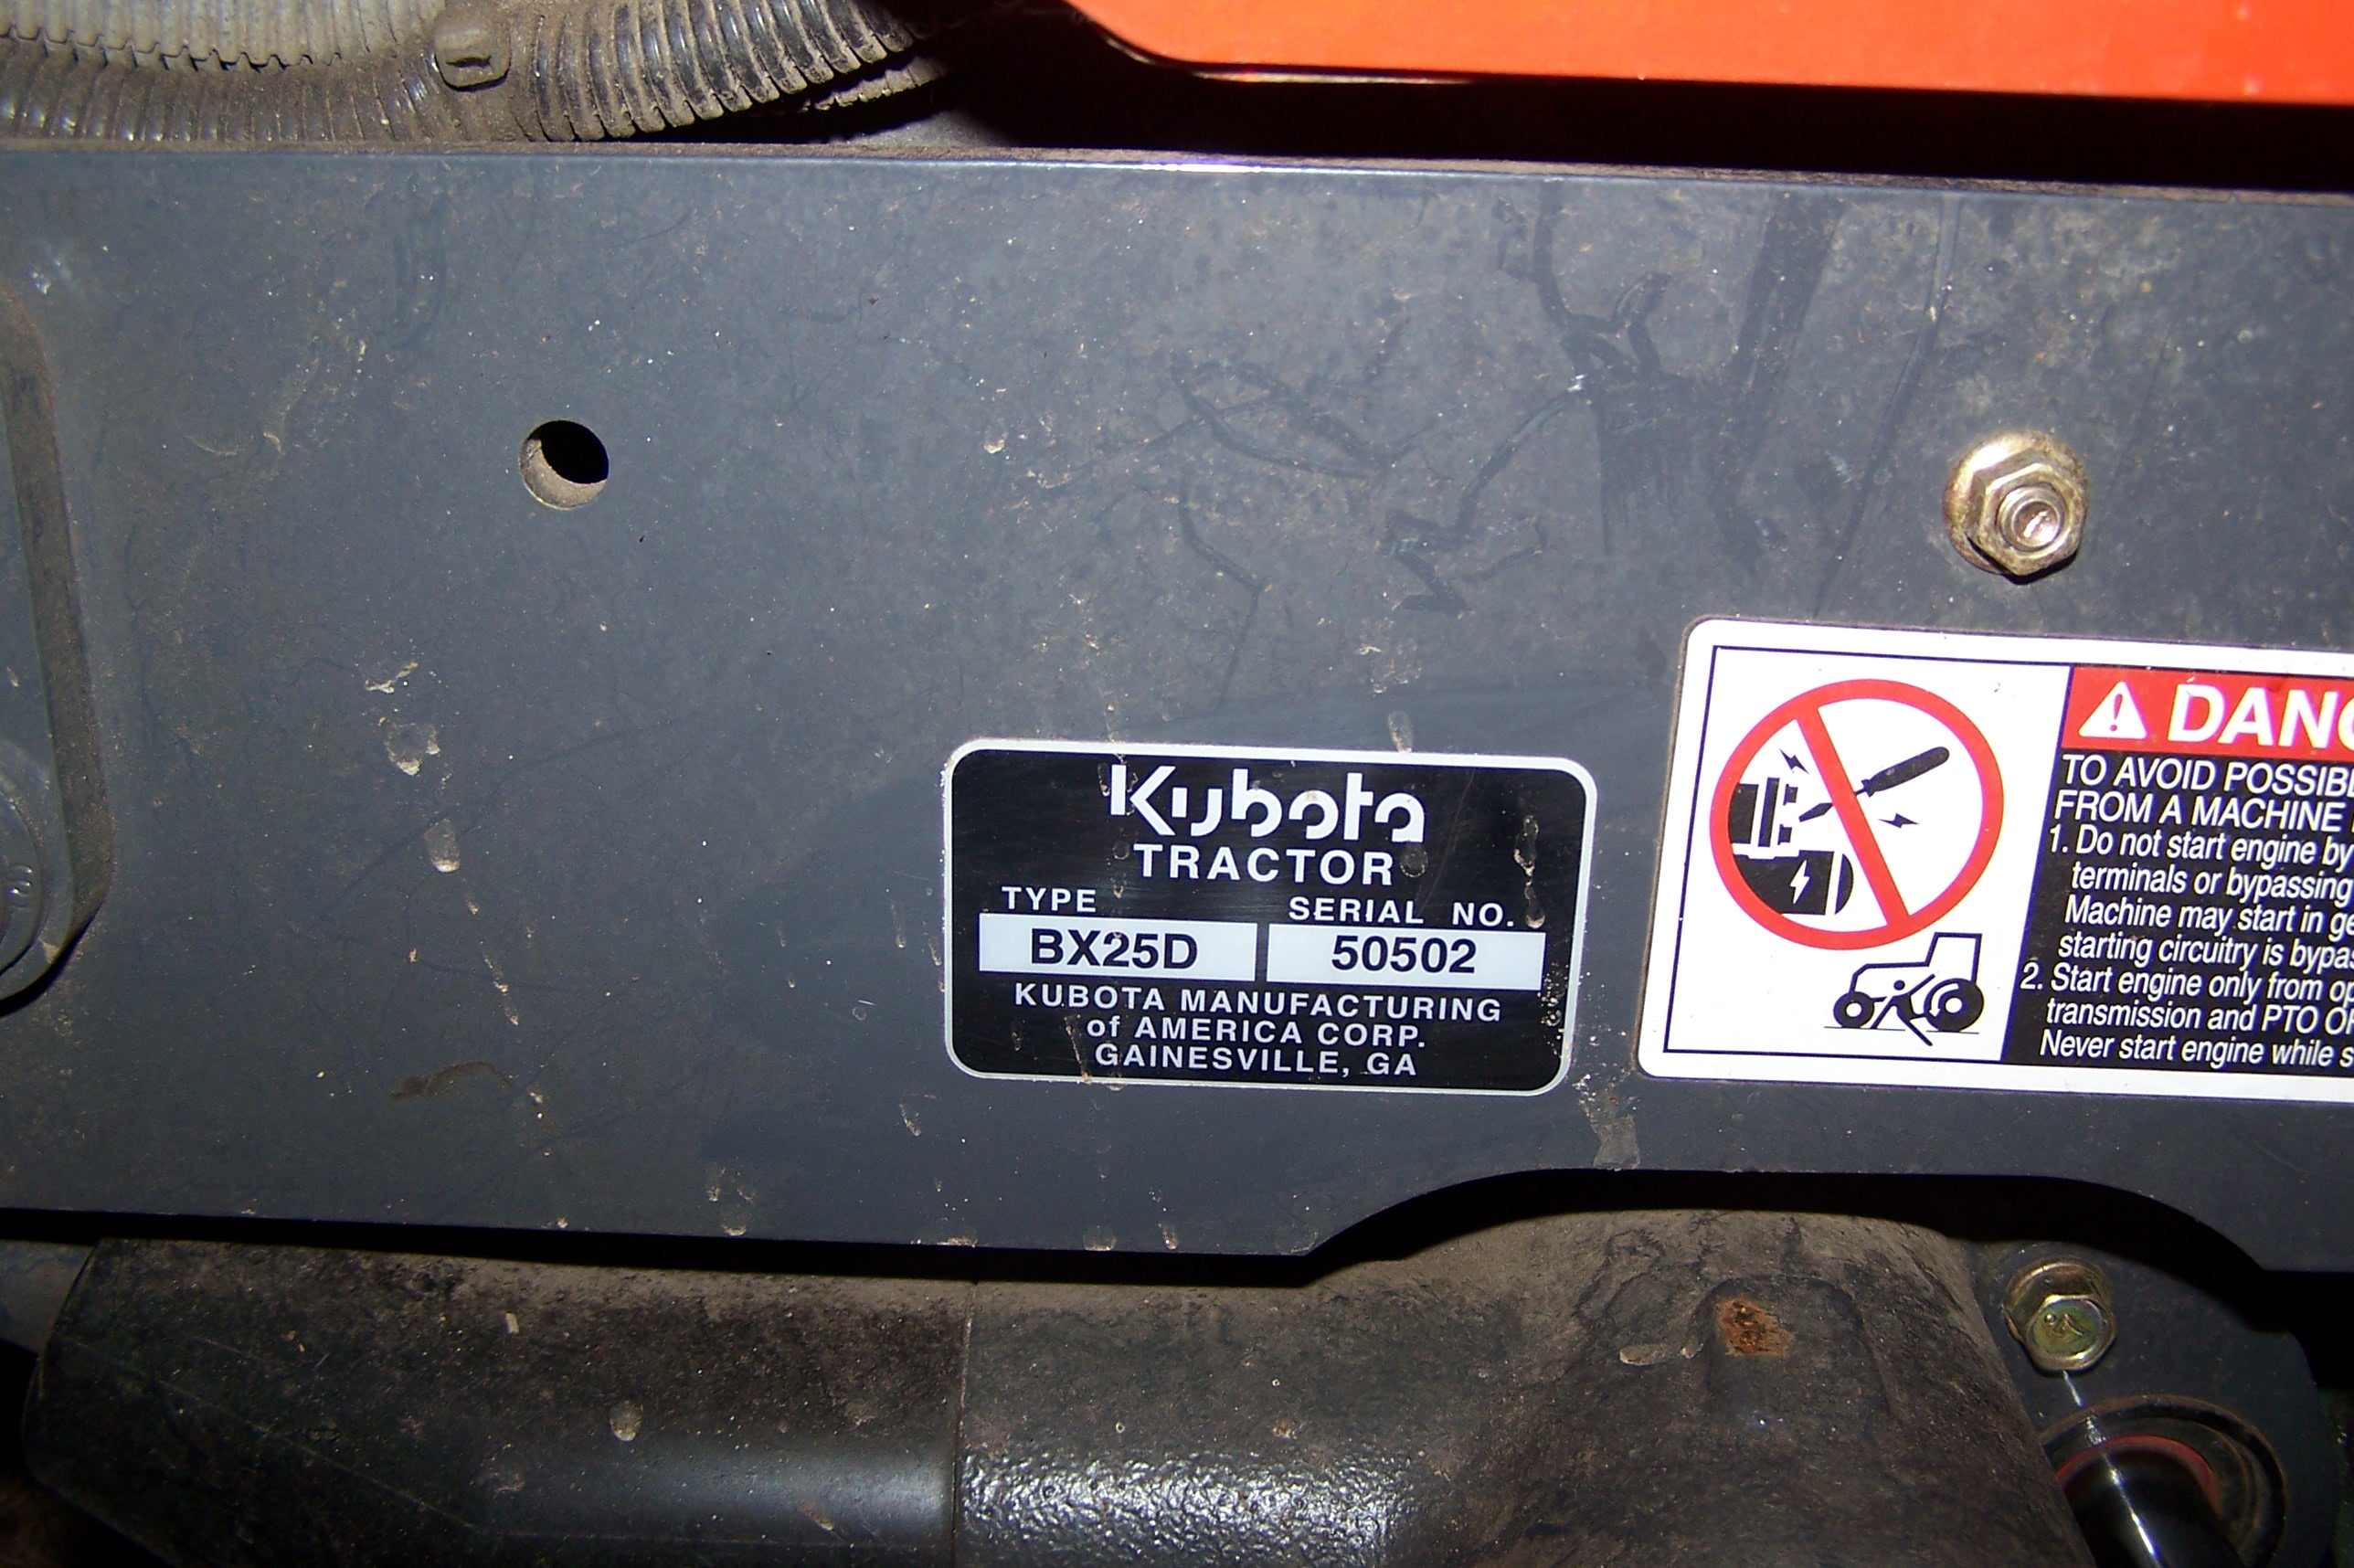 Kubota
TRACTOR
TYPE SERIAL NO.
BX25D 50502
KUBOTA MANUFACTURING
of AMERICA CORP.
GAINESVILLE, GA
TO AVOID
FROM A MACHINE
1. Do not start engine by
terminals or bypassing
Machine may start in
starting circuitry is
2. Start engine only from
transmission and PTO
Never start engine while